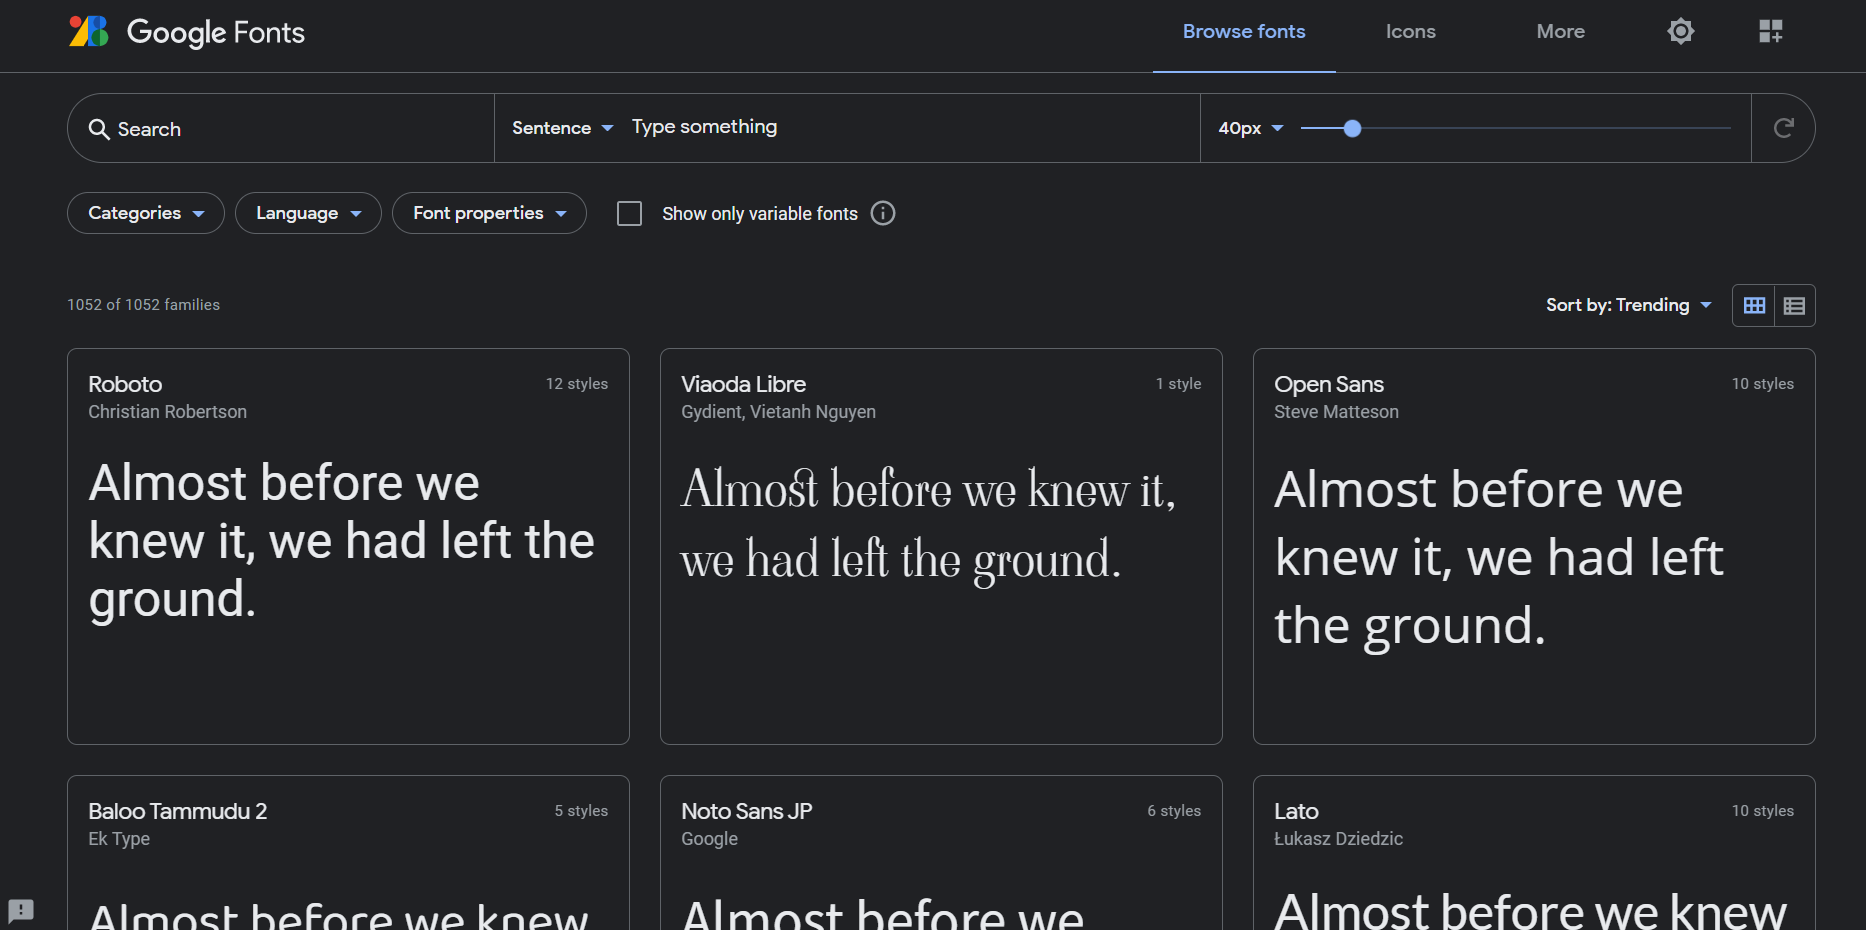 Google Fonts
Browse fonts
Icons
More
Search
Sentence
Type something
40px
Categories
Language
Font properties
Show only variable fonts
1052 of 1052 families
Sort by: Trending
Roboto
12 styles
Christian Robertson
Almost before we
knew it, we had left the
ground.
Viaoda Libre
1 style
Gydient, Vietanh Nguyen
Almost before we knew it,
we had left the ground.
Open Sans
10 styles
Steve Matteson
Almost before we
knew it, we had left
the ground.
Baloo Tammudu 2
5 styles
Ek Type
Almost before we knew
Noto Sans JP
6 styles
Google
Almost before we
Lato
10 styles
Łukasz Dziedzic
Almost before we knew